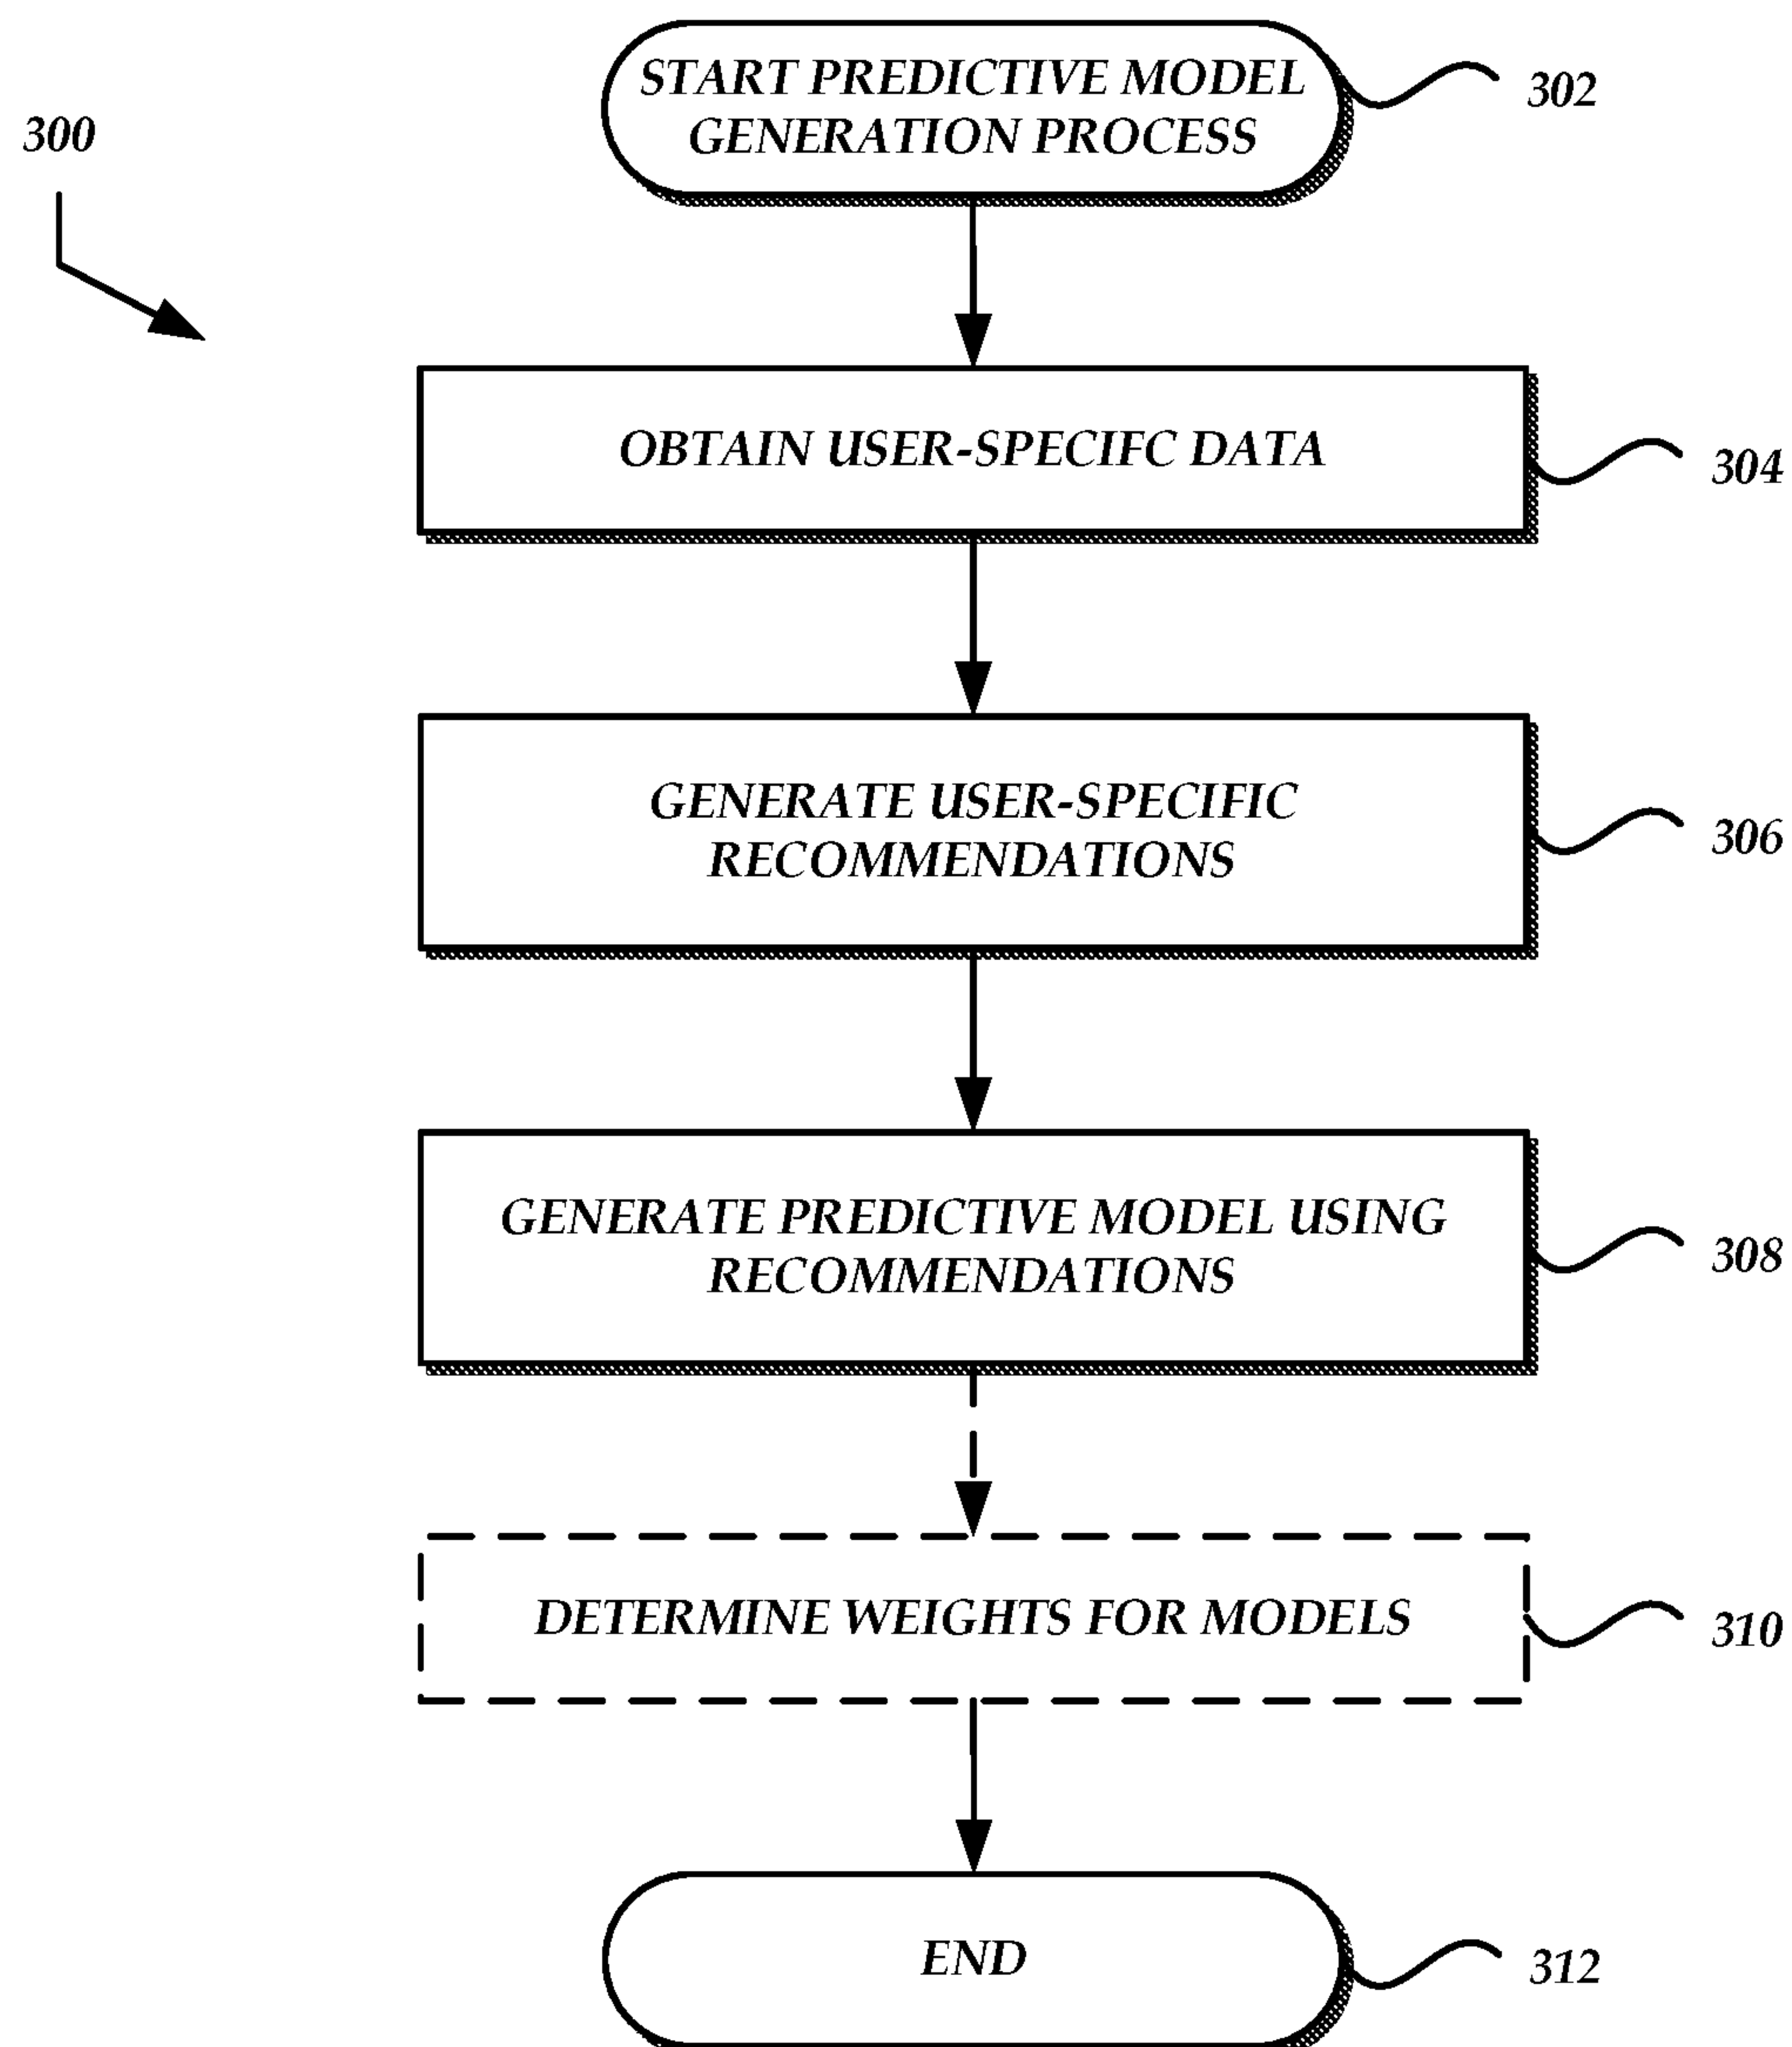 START PREDICTIVE MODEL
GENERATION PROCESS
302
300
OBTAIN USER-SPECIFC DATA
304
GENERATE USER-SPECIFIC
RECOMMENDATIONS
306
GENERATE PREDICTIVE MODEL USING
RECOMMENDATIONS
308
DETERMINE WEIGHTS FOR MODELS
310
END
312